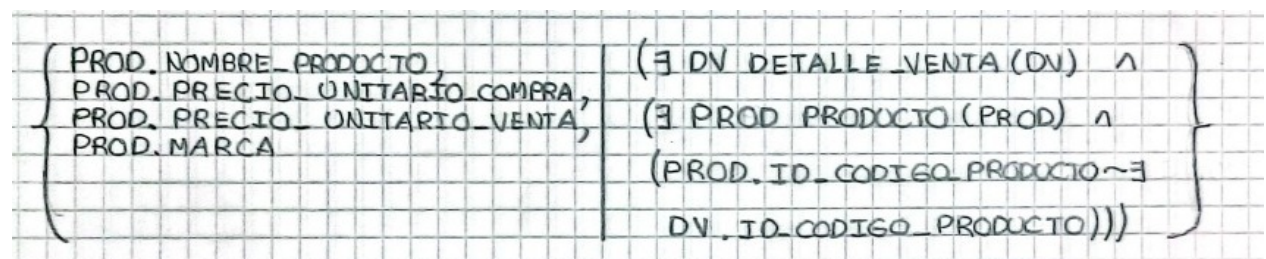 PROD.NOMBRE_PRODUCTO,
PROD.PRECIO_UNITARIO_COMPRA,
PROD.PRECIO_UNITARIO_VENTA,
PROD.MARCA
(∃ DV DETALLE_VENTA(DV) ∧
(∃ PROD PRODUCTO(PROD) ∧
(PROD.ID_CODIGO_PRODUCTO~∃
DV.ID_CODIGO_PRODUCTO)))